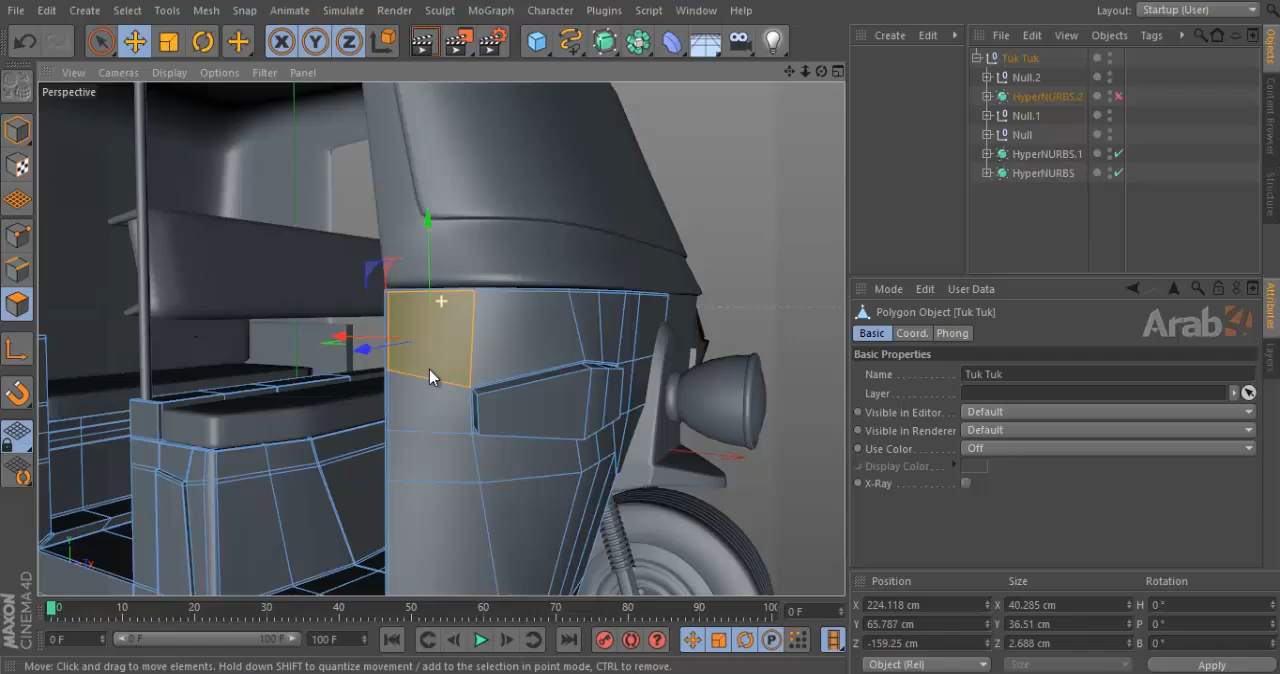 File Edit Create Select Tools Mesh Snap Animate Simulate Render Sculpt MoGraph Character Plugins Script Window Help
Layout: Startup (User)
View Cameras Display Options Filter Panel
Perspective
Create Edit
File Edit View Objects Tags
Tuk Tuk
Null.2
HyperNURBS.2
Null.1
Null
HyperNURBS.1
HyperNURBS
Objects
Content Browser
Structure
Mode Edit User Data
Polygon Object [Tuk Tuk]
Arab
Basic Coord. Phong
Basic Properties
Name Tuk Tuk
Layer
Visible in Editor Default
Visible in Renderer Default
Use Color Off
Display Color
X-Ray
Attributes
Layers
Y
X
0 10 20 30 40 50 60 70 80 90 100
0 F
0 F 0 F 100 F 100 F
Position Size Rotation
X 224.118 cm X 40.285 cm H 0 °
Y 65.787 cm Y 36.51 cm P 0 °
Z -159.25 cm Z 2.688 cm B 0 °
Object (Rel) Size Apply
MAXON
CINEMA 4D
Move: Click and drag to move elements. Hold down SHIFT to quantize movement / add to the selection in point mode, CTRL to remove.